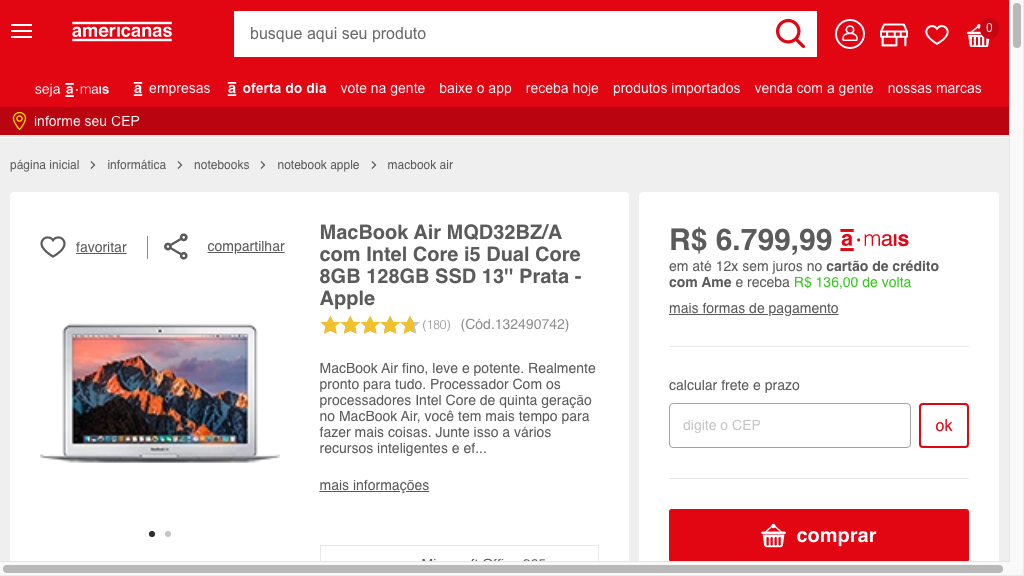 americanas
busque aqui seu produto
0
seja a·mais
a empresas
a oferta do dia
vote na gente
baixe o app
receba hoje
produtos importados
venda com a gente
nossas marcas
informe seu CEP
página inicial > informática > notebooks > notebook apple > macbook air
favoritar
compartilhar
MacBook Air MQD32BZ/A
com Intel Core i5 Dual Core
8GB 128GB SSD 13" Prata -
Apple
(180) (Cód.132490742)
MacBook Air fino, leve e potente. Realmente
pronto para tudo. Processador Com os
processadores Intel Core de quinta geração
no MacBook Air, você tem mais tempo para
fazer mais coisas. Junte isso a vários
recursos inteligentes e ef...
mais informações
R$ 6.799,99 a·mais
em até 12x sem juros no cartão de crédito
com Ame e receba R$ 136,00 de volta
mais formas de pagamento
calcular frete e prazo
digite o CEP
ok
comprar